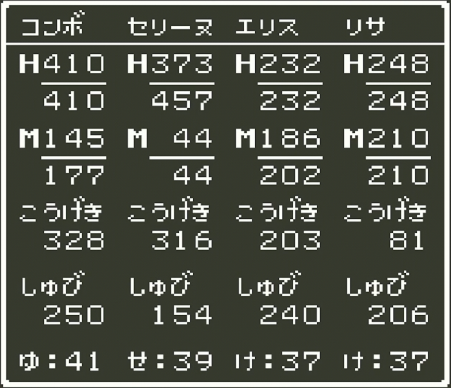 コンボ セリーヌ エリス リサ
H410 H373 H232 H248
410 457 232 248
M145 M 44 M186 M210
177 44 202 210
こうげき こうげき こうげき こうげき
328 316 203 81
しゅび しゅび しゅび しゅび
250 154 240 206
ゆ:41 せ:39 け:37 け:37